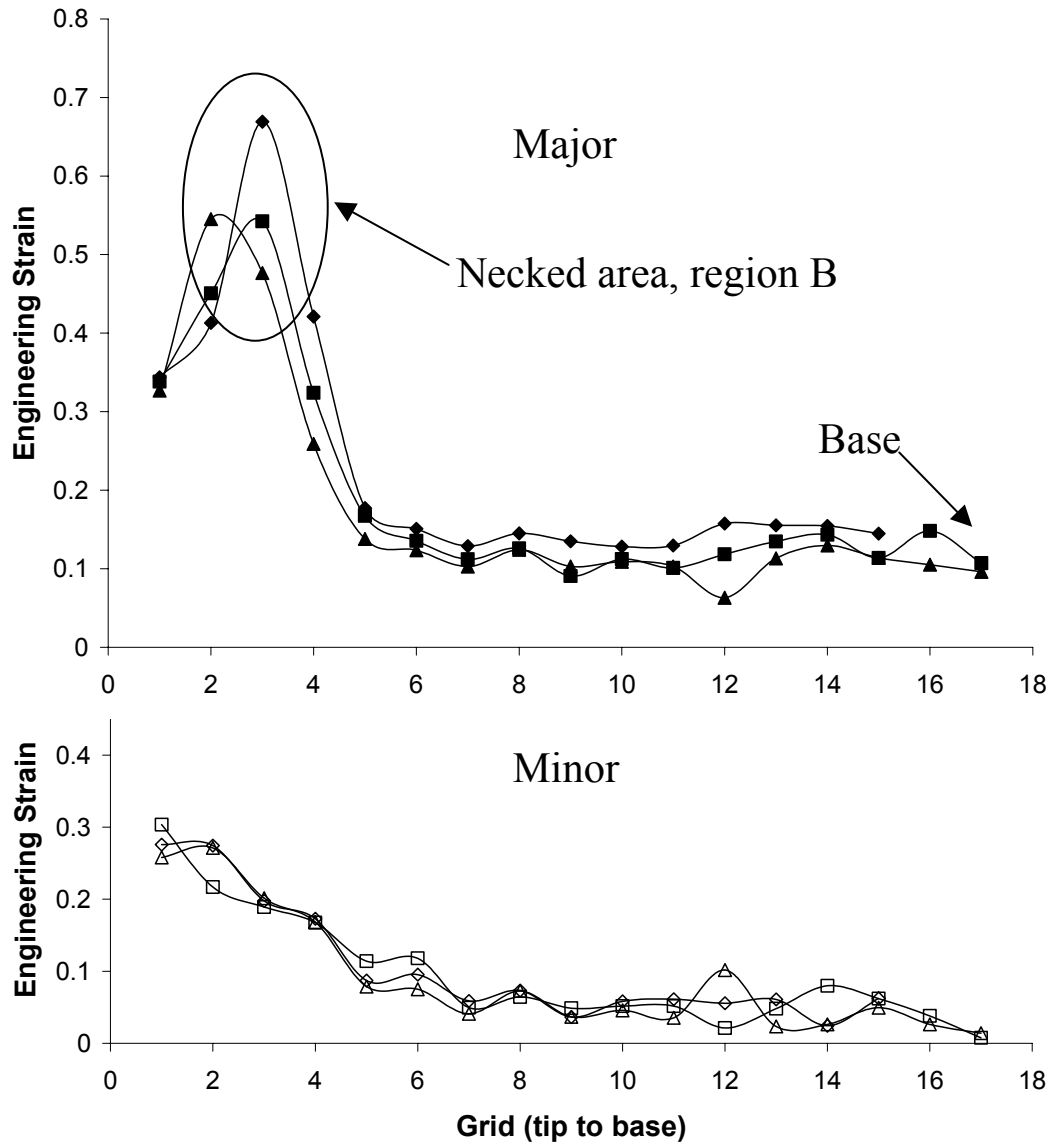 0.8
0.7
Major
0.6
0.5
Necked area, region B
0.4
Engineering Strain
0.3
Base
0.2
0.1
0
0 2 4 6 8 10 12 14 16 18
Minor
0.4
Engineering Strain
0.3
0.2
0.1
0
0 2 4 6 8 10 12 14 16 18
Grid (tip to base)